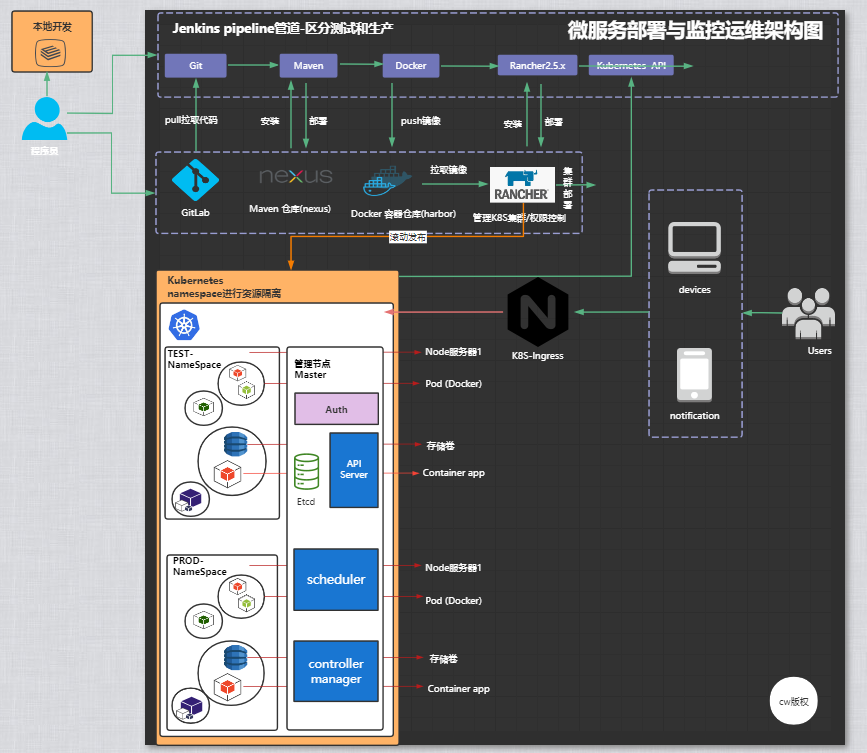 本地开发
Jenkins pipeline管道-区分测试和生产
微服务部署与监控运维架构图
Git
Maven
Docker
Rancher2.5.x
Kubernetes API
pull拉取代码
安装
部署
push镜像
安装
部署
程序员
GitLab
nexus
Maven 仓库(nexus)
docker
Docker 容器仓库(harbor)
拉取镜像
RANCHER
管理K8S集群/权限控制
集群部署
滚动发布
Kubernetes
namespace进行资源隔离
devices
notification
Users
N
K8S-Ingress
TEST-
NameSpace
管理节点
Master
Auth
Etcd
API
Server
Node服务器1
Pod (Docker)
存储卷
Container app
PROD-
NameSpace
scheduler
controller
manager
Node服务器1
Pod (Docker)
存储卷
Container app
cw版权